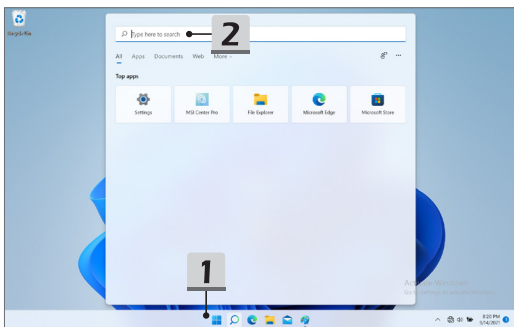 Recycle Bin
Type here to search
2
All Apps Documents Web More
Top apps
Settings MSI Center Pro File Explorer Microsoft Edge Microsoft Store
1
8:20 PM
5/14/2021